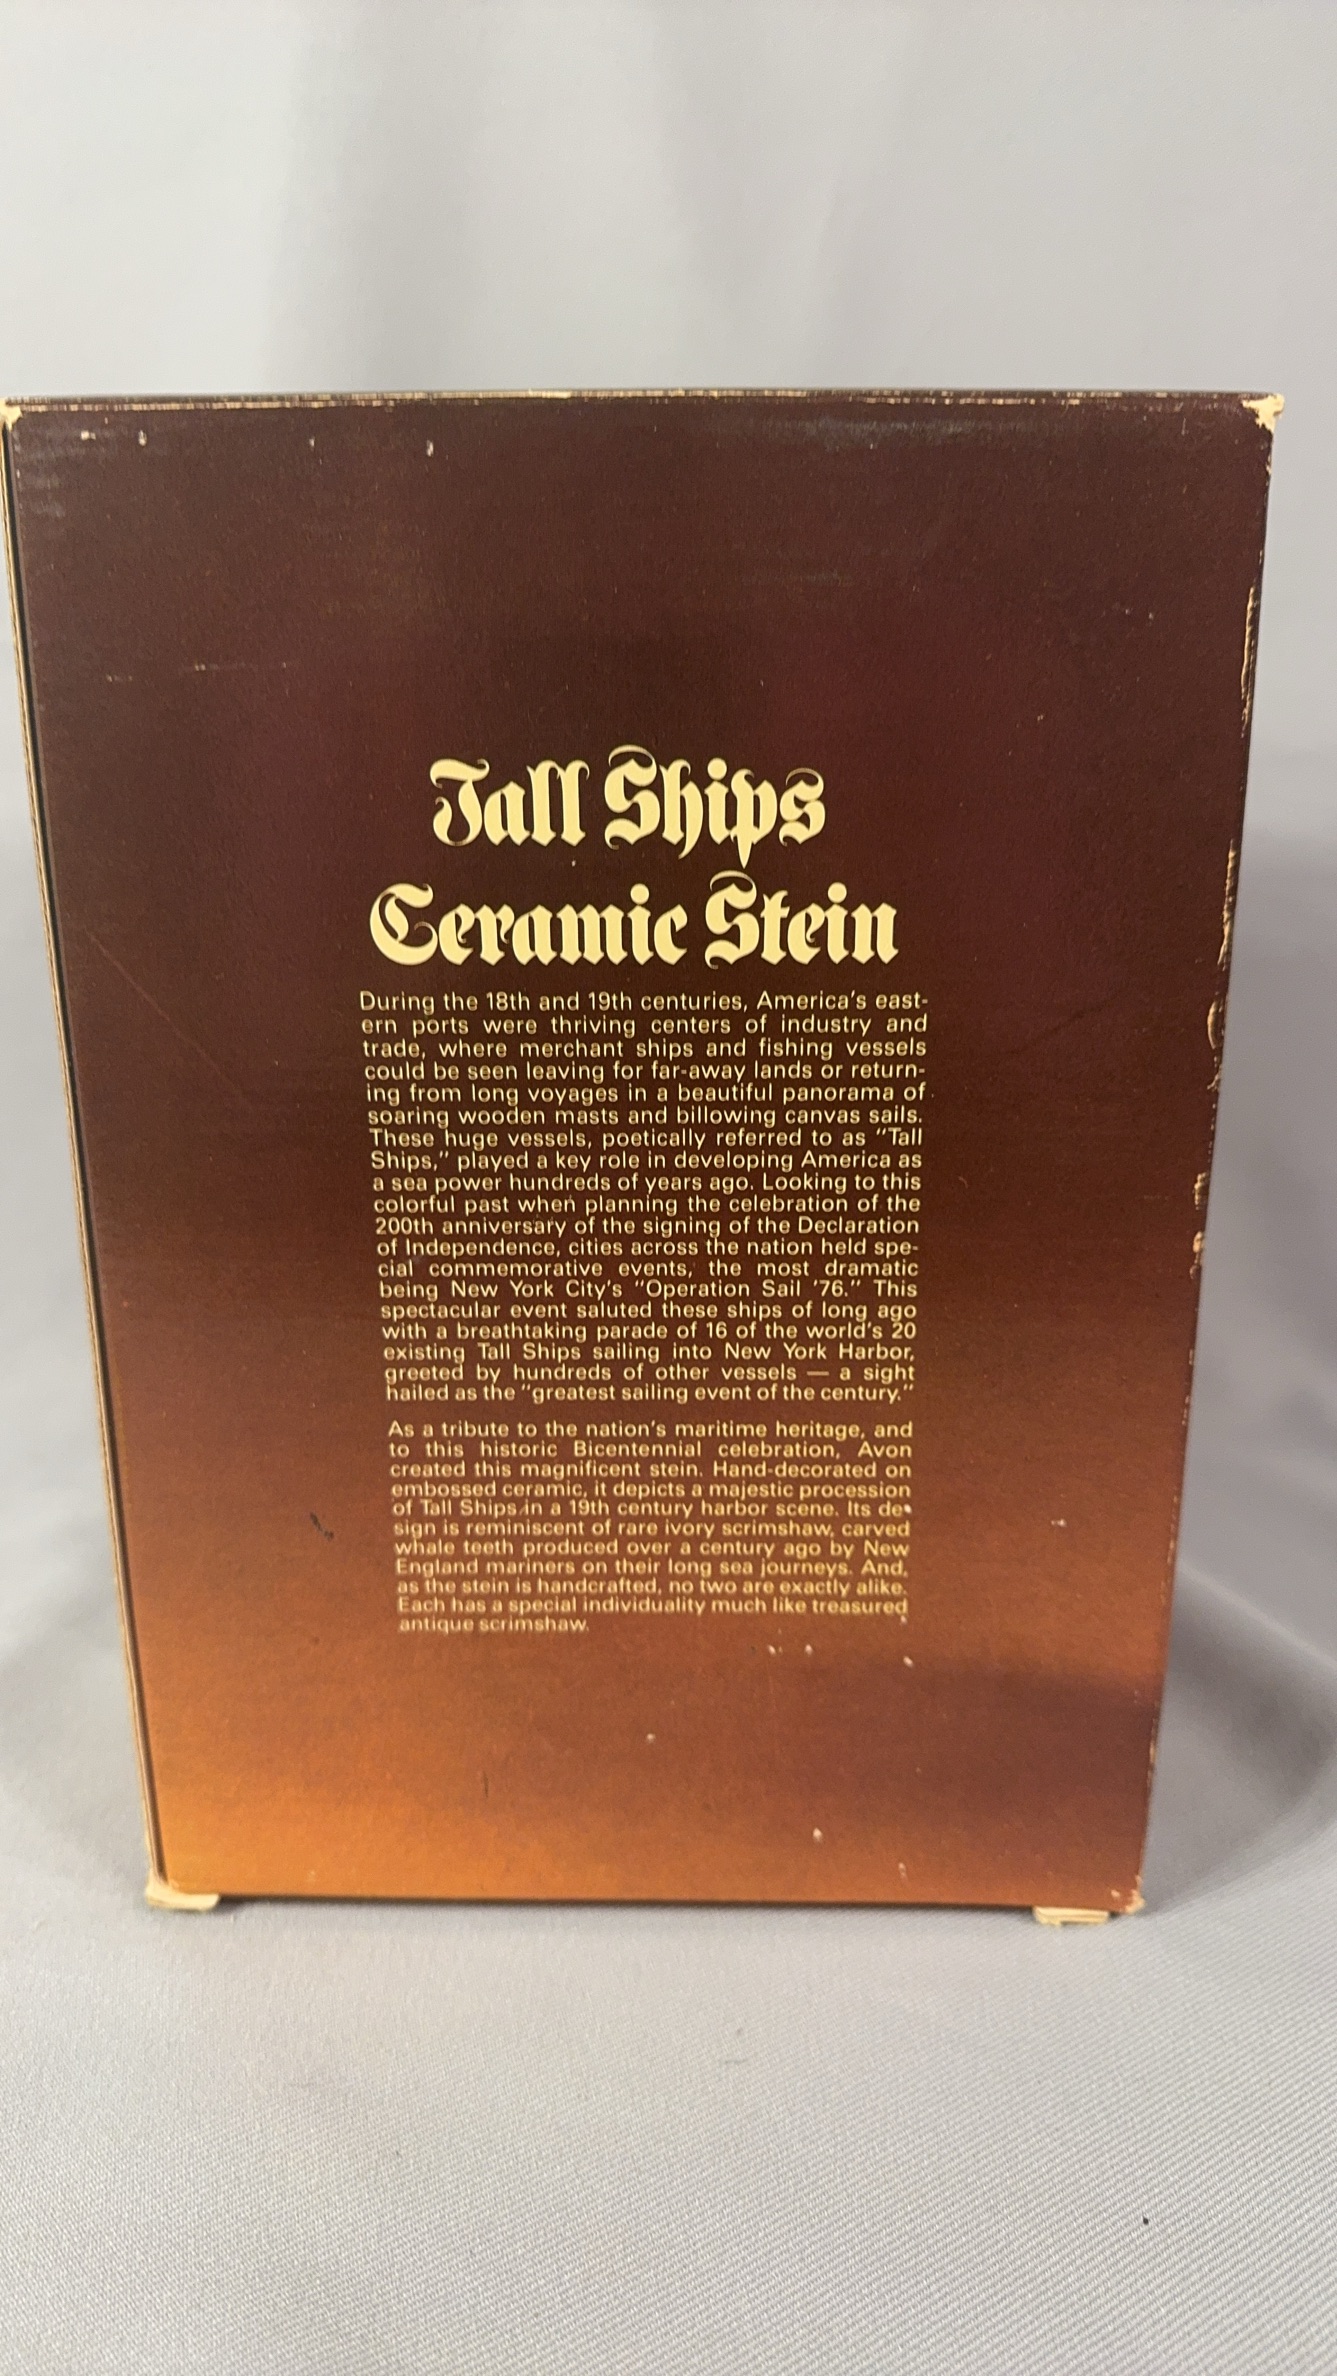 Tall Ships
Ceramic Stein
During the 18th and 19th centuries, America's east-
ern ports were thriving centers of industry and
trade, where merchant ships and fishing vessels
could be seen leaving for far-away lands or return-
ing from long voyages in a beautiful panorama of
soaring wooden masts and billowing canvas sails.
These huge vessels, poetically referred to as "Tall
Ships," played a key role in developing America as
a sea power hundreds of years ago. Looking to this
colorful past when planning the celebration of the
200th anniversary of the signing of the Declaration
of Independence, cities across the nation held spe-
cial commemorative events, the most dramatic
being New York City's "Operation Sail '76." This
spectacular event saluted these ships of long ago
with a breathtaking parade of 16 of the world's 20
existing Tall Ships sailing into New York Harbor,
greeted by hundreds of other vessels — a sight
hailed as the "greatest sailing event of the century."
As a tribute to the nation's maritime heritage, and
to this historic Bicentennial celebration, Avon
created this magnificent stein. Hand-decorated on
embossed ceramic, it depicts a majestic procession
of Tall Ships in a 19th century harbor scene. Its de-
sign is reminiscent of rare ivory scrimshaw, carved
whale teeth produced over a century ago by New
England mariners on their long sea journeys. And,
as the stein is handcrafted, no two are exactly alike.
Each has a special individuality much like treasured
antique scrimshaw.